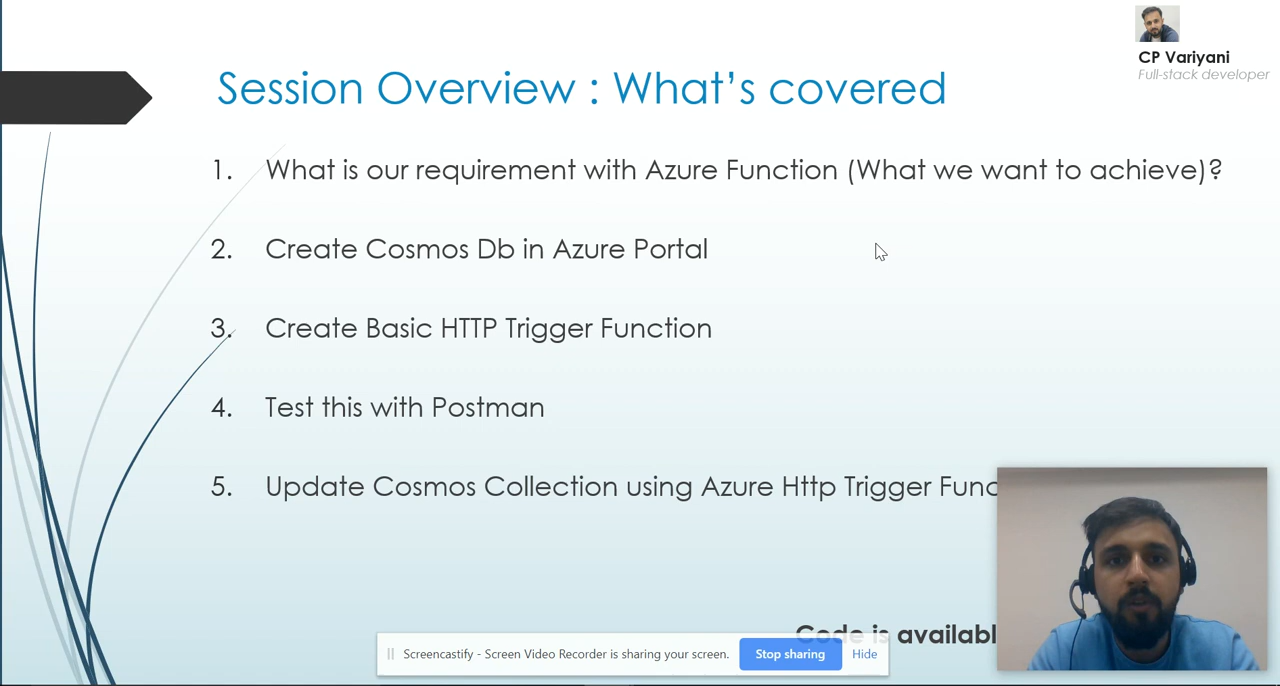 CP Variyani
Full-stack developer
Session Overview : What's covered
1. What is our requirement with Azure Function (What we want to achieve)?
2. Create Cosmos Db in Azure Portal
3. Create Basic HTTP Trigger Function
4. Test this with Postman
5. Update Cosmos Collection using Azure Http Trigger Func
Code is availabl
Screencastify - Screen Video Recorder is sharing your screen.
Stop sharing
Hide